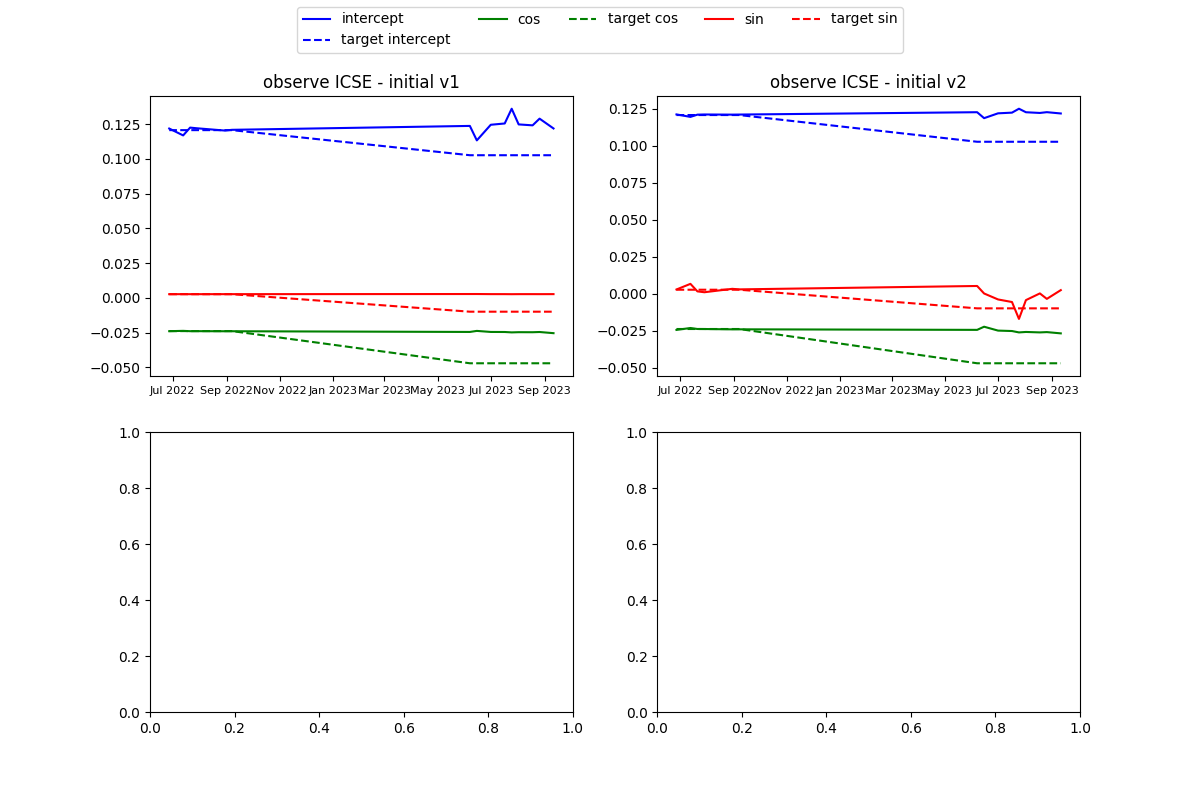 intercept
target intercept
cos
target cos
sin
target sin
observe ICSE - initial v1
0.125
0.100
0.075
0.050
0.025
0.000
−0.025
−0.050
Jul 2022 Sep 2022 Nov 2022 Jan 2023 Mar 2023 May 2023 Jul 2023 Sep 2023
observe ICSE - initial v2
0.125
0.100
0.075
0.050
0.025
0.000
−0.025
−0.050
Jul 2022 Sep 2022 Nov 2022 Jan 2023 Mar 2023 May 2023 Jul 2023 Sep 2023
1.0
0.8
0.6
0.4
0.2
0.0
0.0 0.2 0.4 0.6 0.8 1.0
1.0
0.8
0.6
0.4
0.2
0.0
0.0 0.2 0.4 0.6 0.8 1.0